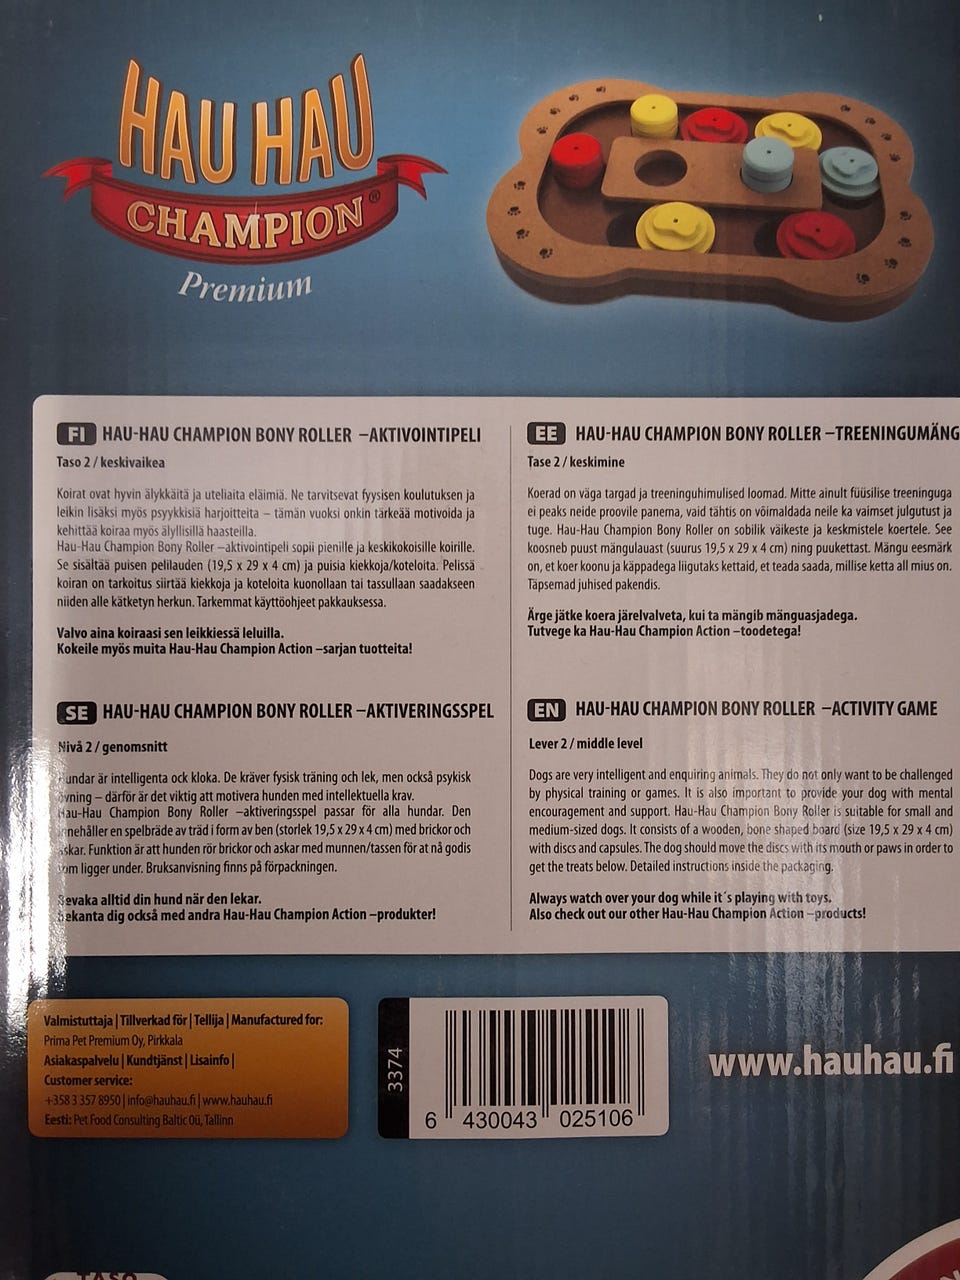 HAU HAU
CHAMPION®
Premium
FI HAU-HAU CHAMPION BONY ROLLER –AKTIVOINTIPELI
Taso 2 / keskivaikea
Koirat ovat hyvin älykkäitä ja uteliaita eläimiä. Ne tarvitsevat fyysisen koulutuksen ja
leikin lisäksi myös psyykkisiä harjoitteita – tämän vuoksi onkin tärkeää motivoida ja
kehittää koiraa myös älyllisillä haasteilla.
Hau-Hau Champion Bony Roller –aktivointipeli sopii pienille ja keskikokoisille koirille.
Se sisältää puisen pelilauden (19,5 x 29 x 4 cm) ja puisia kiekkoja/koteloita. Pelissä
koiran on tarkoitus siirtää kiekkoja ja koteloita kuonollaan tai tassullaan saadakseen
niiden alle kätketyn herkun. Tarkemmat käyttöohjeet pakkauksessa.
Valvo aina koiraasi sen leikkiessä leluilla.
Kokeile myös muita Hau-Hau Champion Action –sarjan tuotteita!
EE HAU-HAU CHAMPION BONY ROLLER –TREENINGUMÄNG
Tase 2 / keskimine
Koerad on väga targad ja treeninguhimulised loomad. Mitte ainult füüsilise treeninguga
ei peaks neide proovile panema, vaid tähtis on võimaldada neile ka vaimset julgutust ja
tuge. Hau-Hau Champion Bony Roller on sobilik väikeste ja keskmistele koertele. See
koosneb puust mängulauast (suurus 19,5 x 29 x 4 cm) ning puukettast. Mängu eesmärk
on, et koer koonu ja käppadega liigutaks kettaid, et teada saada, millise ketta all mius on.
Täpsemad juhised pakendis.
Ärge jätke koera järelvalveta, kui ta mängib mänguasjadega.
Tutvege ka Hau-Hau Champion Action –toodetega!
SE HAU-HAU CHAMPION BONY ROLLER –AKTIVERINGSSPEL
Nivå 2 / genomsnitt
Hundar är intelligenta ock kloka. De kräver fysisk träning och lek, men också psykisk
övning – därför är det viktig att motivera hunden med intellektuella krav.
Hau-Hau Champion Bony Roller –aktiveringsspel passar för alla hundar. Den
innehåller en spelbräde av träd i form av ben (storlek 19,5 x 29 x 4 cm) med brickor och
askar. Funktion är att hunden rör brickor och askar med munnen/tassen för at nå godis
som ligger under. Bruksanvisning finns på förpackningen.
Bevaka alltid din hund när den lekar.
Bekanta dig också med andra Hau-Hau Champion Action –produkter!
EN HAU-HAU CHAMPION BONY ROLLER –ACTIVITY GAME
Lever 2 / middle level
Dogs are very intelligent and enquiring animals. They do not only want to be challenged
by physical training or games. It is also important to provide your dog with mental
encouragement and support. Hau-Hau Champion Bony Roller is suitable for small and
medium-sized dogs. It consists of a wooden, bone shaped board (size 19,5 x 29 x 4 cm)
with discs and capsules. The dog should move the discs with its mouth or paws in order to
get the treats below. Detailed instructions inside the packaging.
Always watch over your dog while it´s playing with toys.
Also check out our other Hau-Hau Champion Action –products!
Valmistuttaja | Tillverkad för | Tellija | Manufactured for:
Prima Pet Premium Oy, Pirkkala
Asiakaspalvelu | Kundtjänst | Lisainfo |
Customer service:
+358 3 357 8950 | info@hauhau.fi | www.hauhau.fi
Eesti: Pet Food Consulting Baltic Oü, Tallinn
3374
6 430043 025106
www.hauhau.fi
TASO